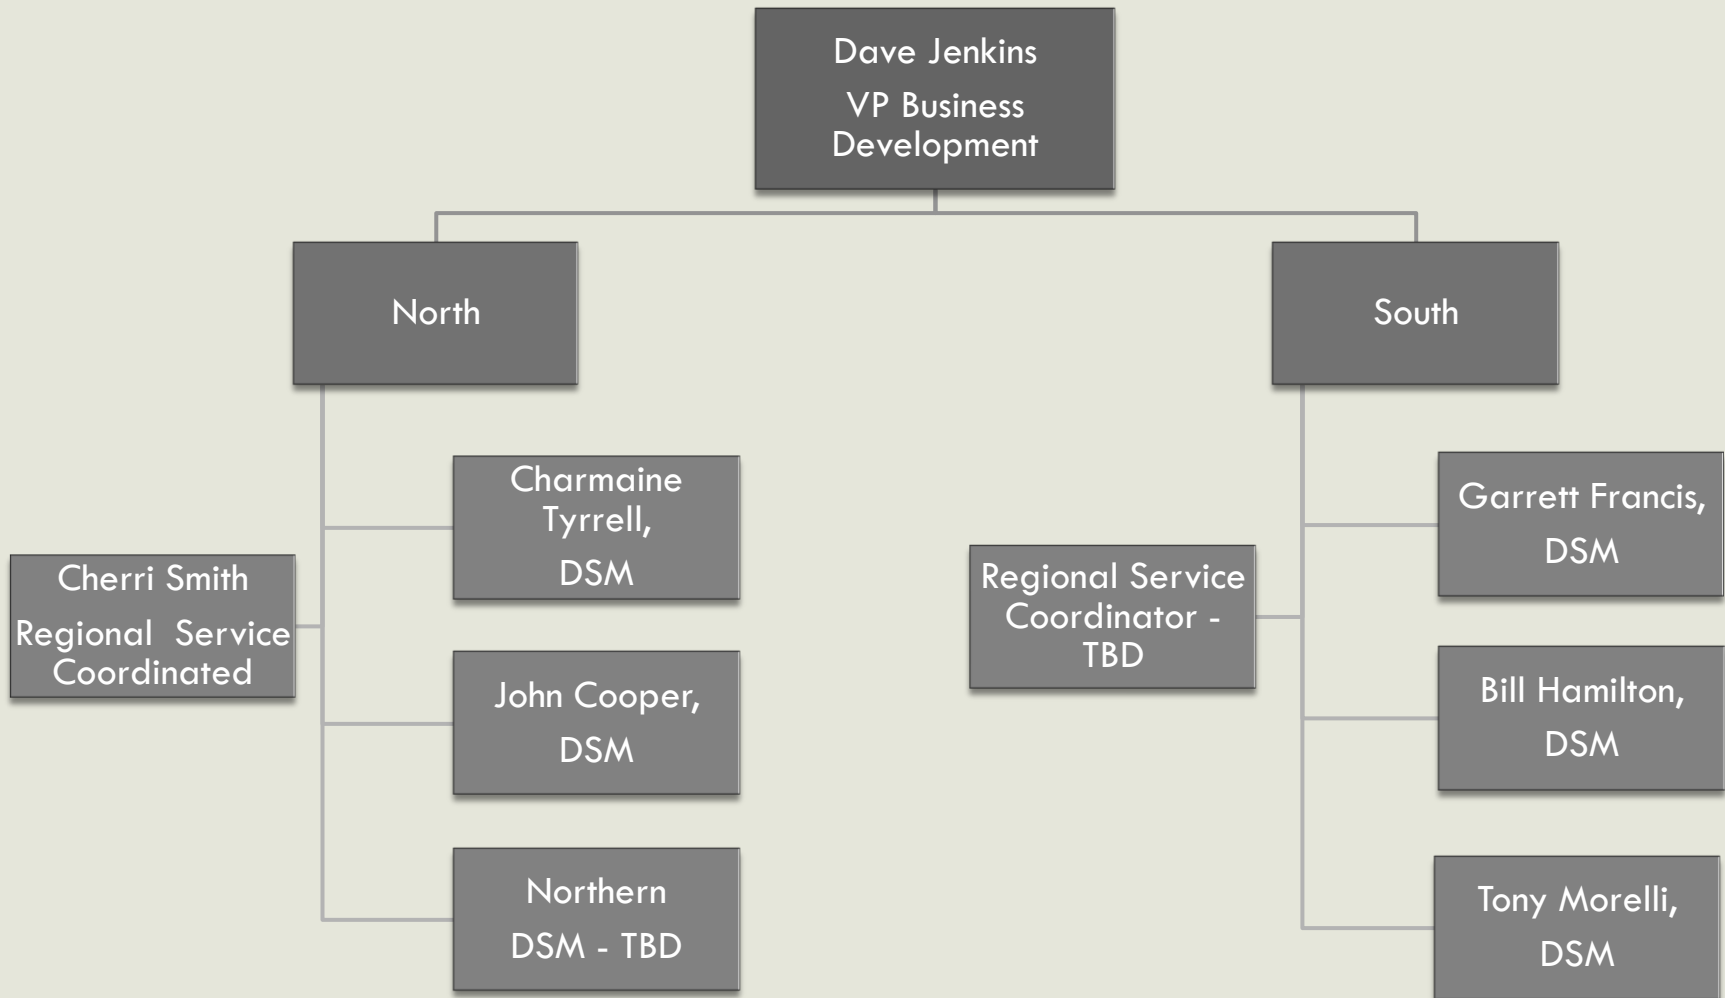 Dave Jenkins
VP Business
Development
North
South
Charmaine
Tyrrell,
DSM
Cherri Smith
Regional  Service
Coordinated
John Cooper,
DSM
Northern
DSM - TBD
Garrett Francis,
DSM
Regional Service
Coordinator -
TBD
Bill Hamilton,
DSM
Tony Morelli,
DSM